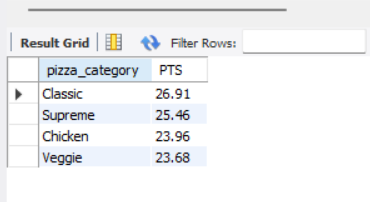 Result Grid Filter Rows:
pizza_category PTS
Classic 26.91
Supreme 25.46
Chicken 23.96
Veggie 23.68